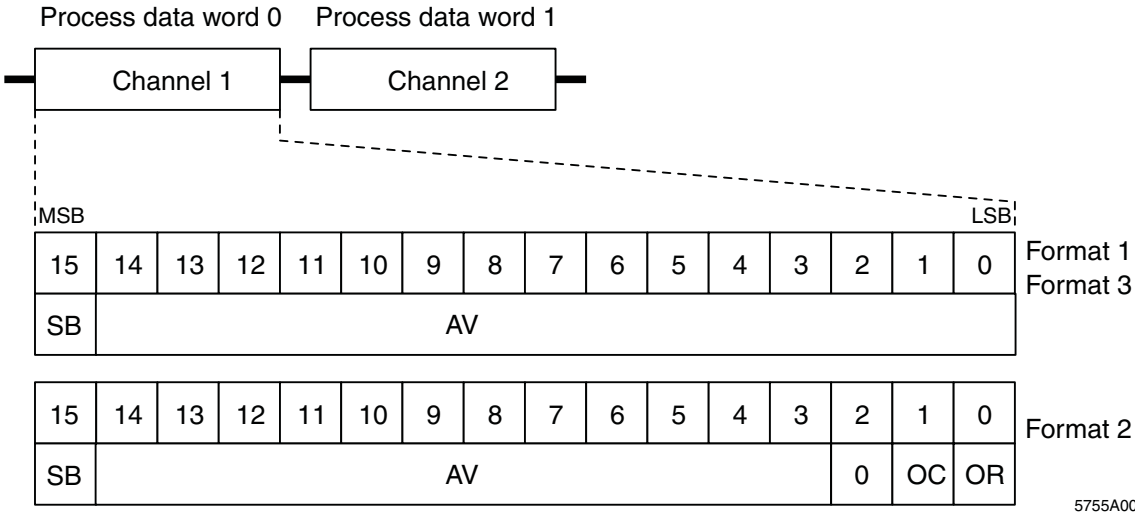 Process data word 0 Process data word 1
Channel 1 Channel 2
MSB LSB
15 14 13 12 11 10 9 8 7 6 5 4 3 2 1 0 Format 1
Format 3
SB AV
15 14 13 12 11 10 9 8 7 6 5 4 3 2 1 0 Format 2
SB AV 0 OC OR
5755A00